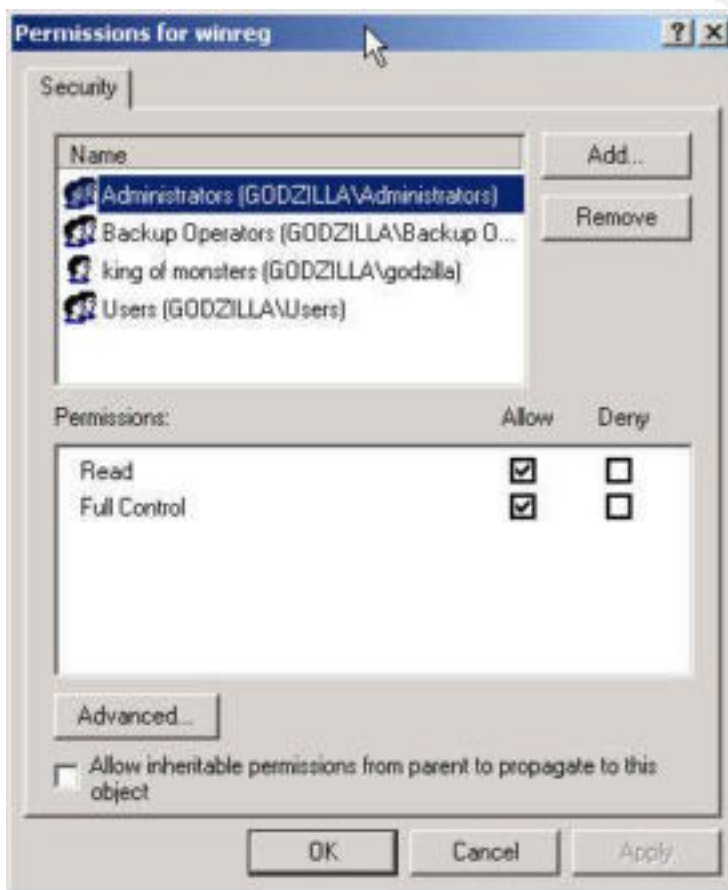 Permissions for winreg
Security
Name
Add...
Administrators (GODZILLA\Administrators)
Remove
Backup Operators (GODZILLA\Backup O...
king of monsters (GODZILLA\godzilla)
Users (GODZILLA\Users)
Permissions:
Allow Deny
Read
Full Control
Advanced...
Allow inheritable permissions from parent to propagate to this
object
OK Cancel Apply